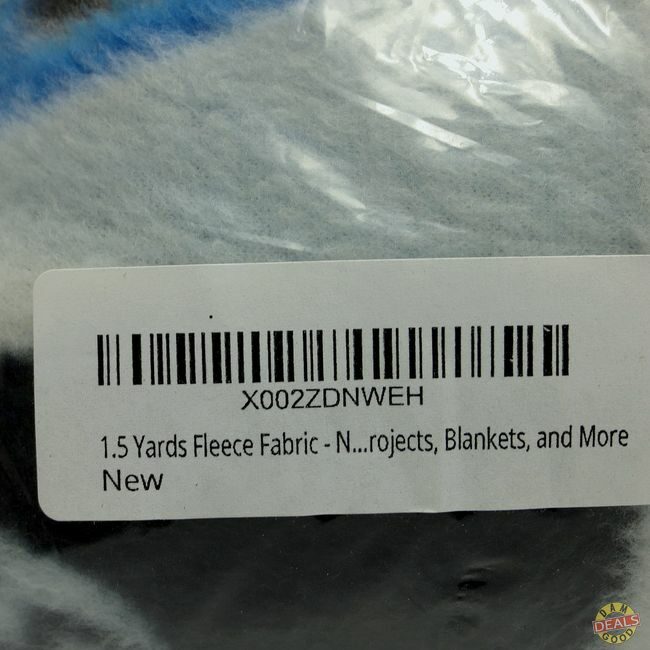 X002ZDNWEH
1.5 Yards Fleece Fabric - N...rojects, Blankets, and More
New
DAM
DEALS
GOOD